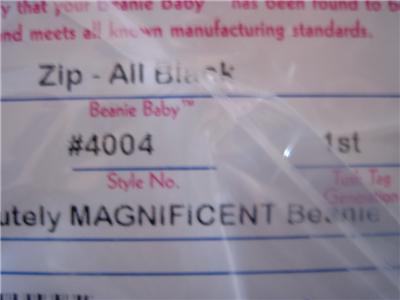 y that your Beanie Baby™ has been found to b
nd meets all known manufacturing standards.
Zip - All Black
Beanie Baby™
#4004 1st
Style No. Tush Tag
Generation
utely MAGNIFICENT Beanie